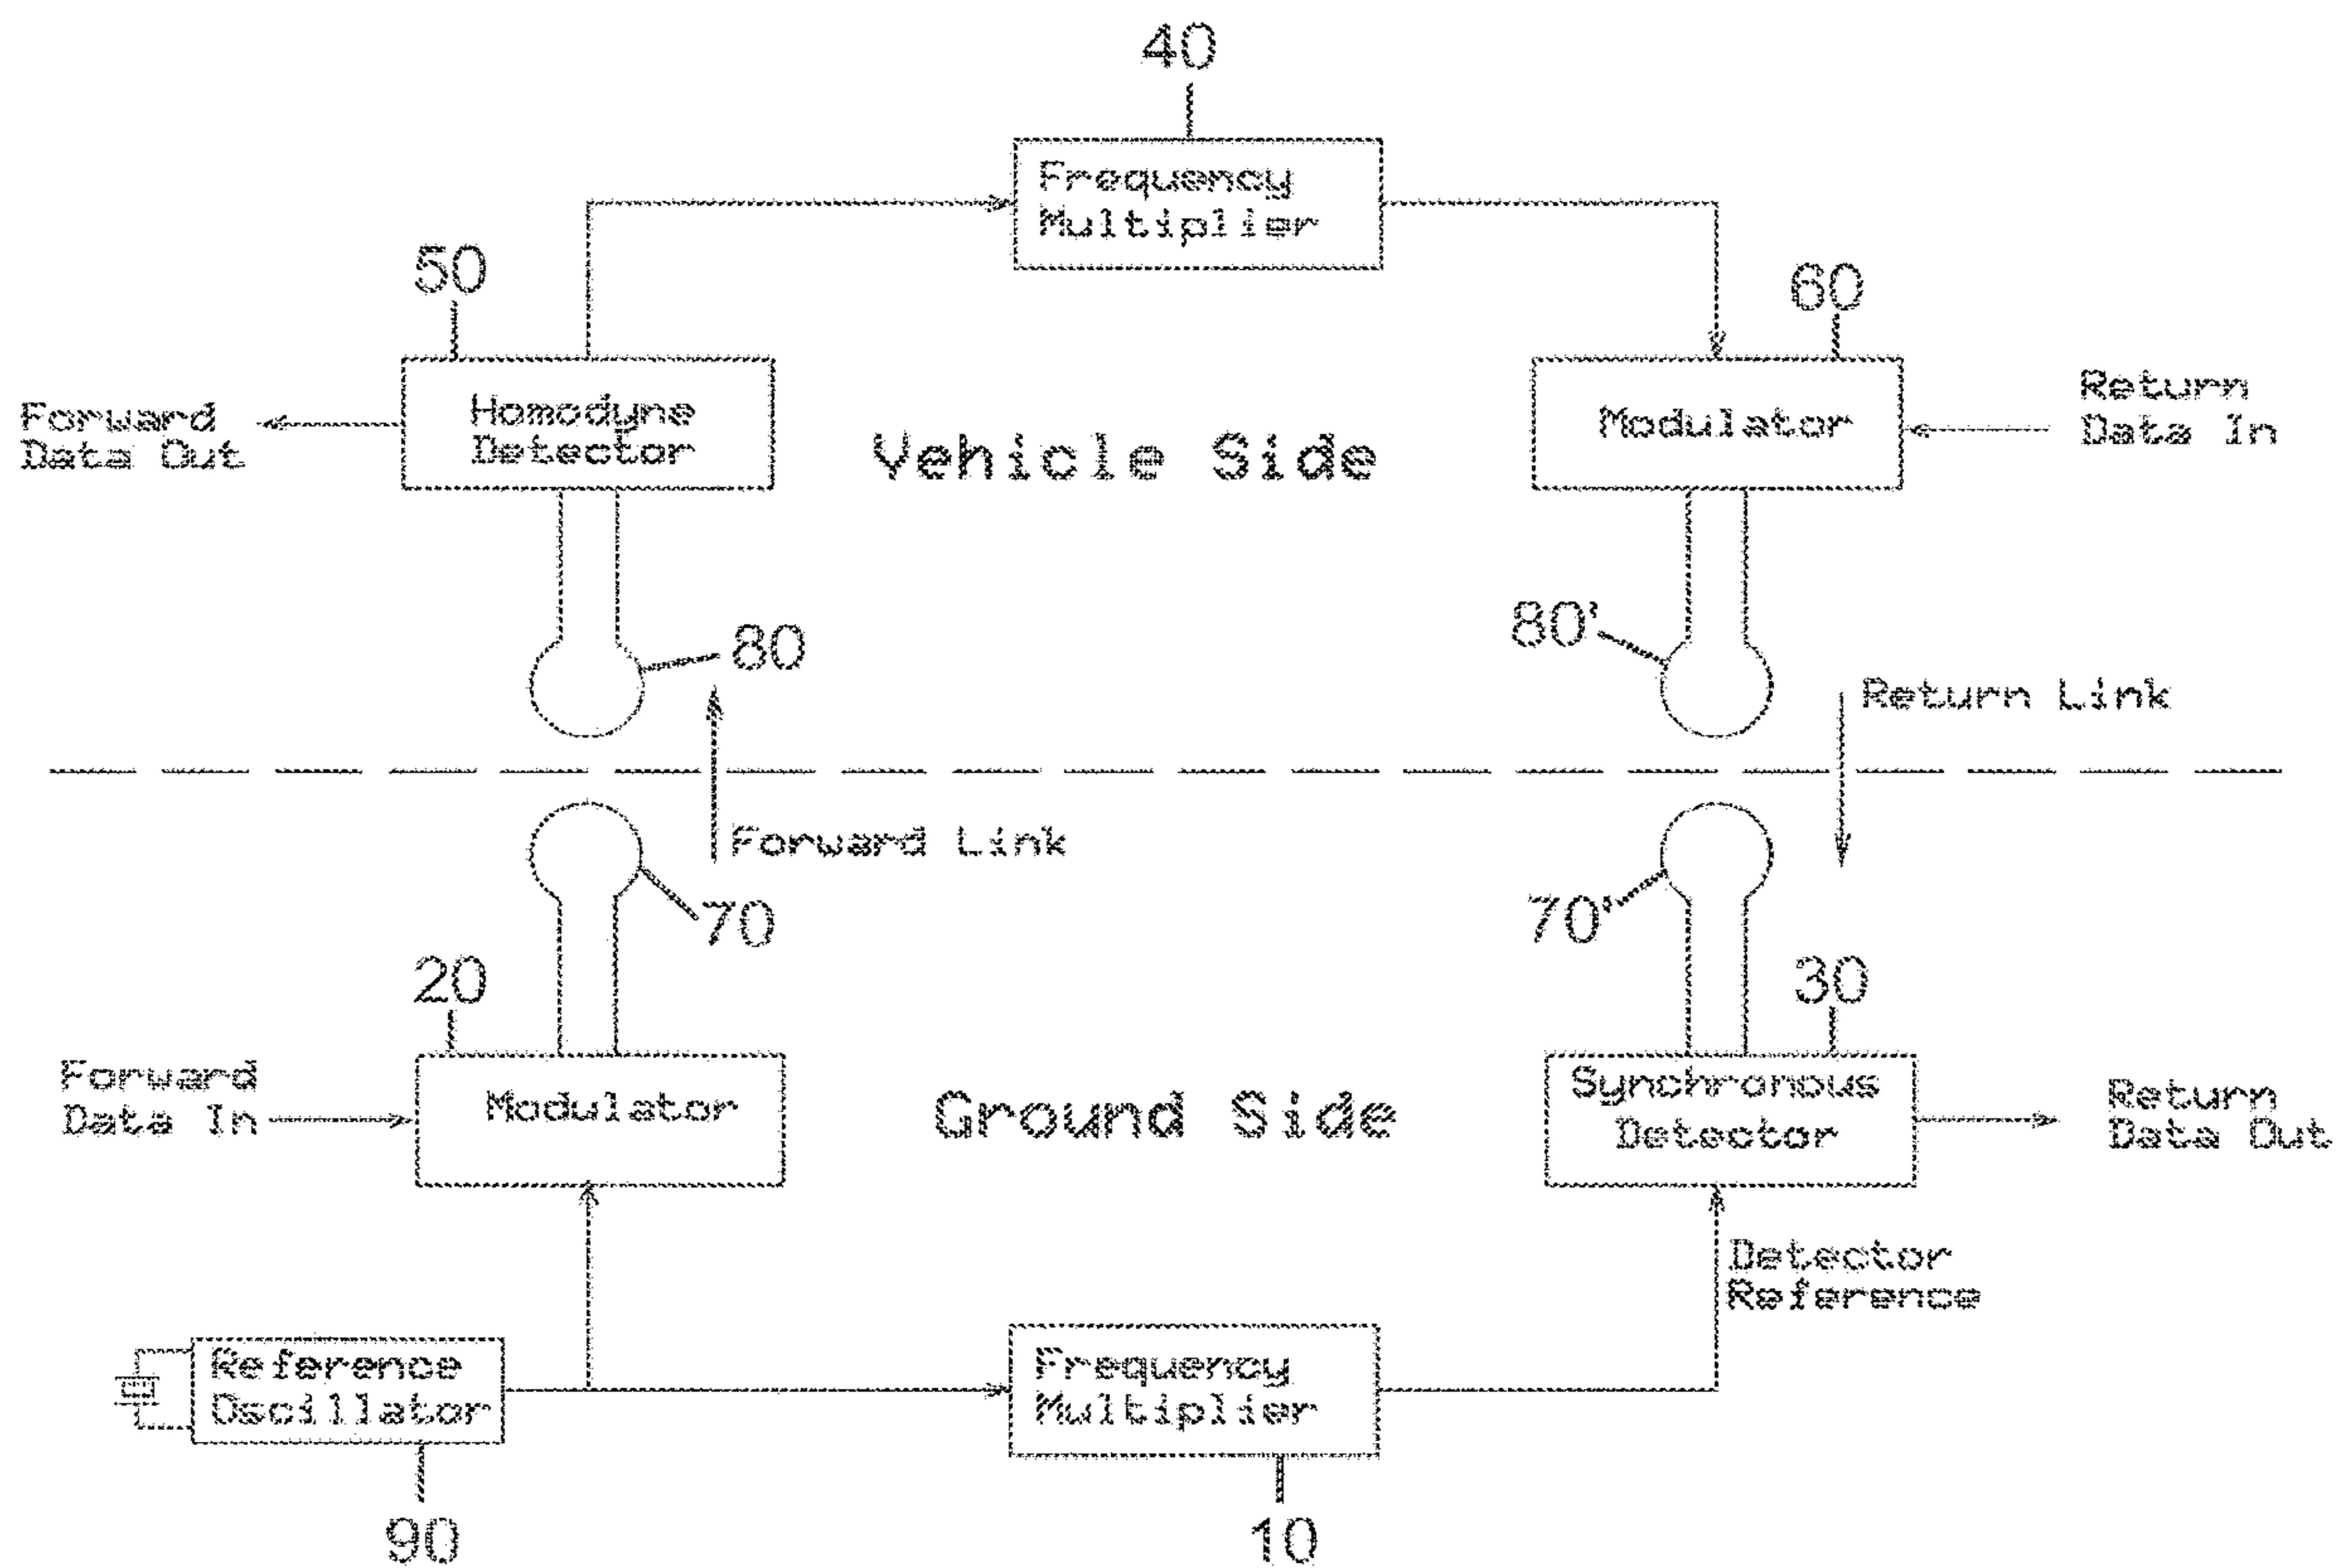 40
Frequency
Multiplier
50
60
Forward
Data Out
Homodyne
Detector
Vehicle Side
Modulator
Return
Data In
80
80'
Return Link
Forward Link
70
70'
20
30
Forward
Data In
Modulator
Ground Side
Synchronous
Detector
Return
Data Out
Detector
Reference
Reference
Oscillator
Frequency
Multiplier
90
10